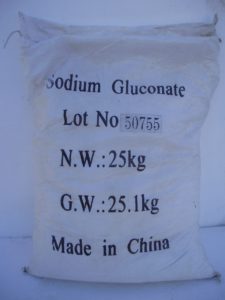 Sodium Gluconate
Lot No 50755
N.W.:25kg
G.W.:25.1kg
Made in China